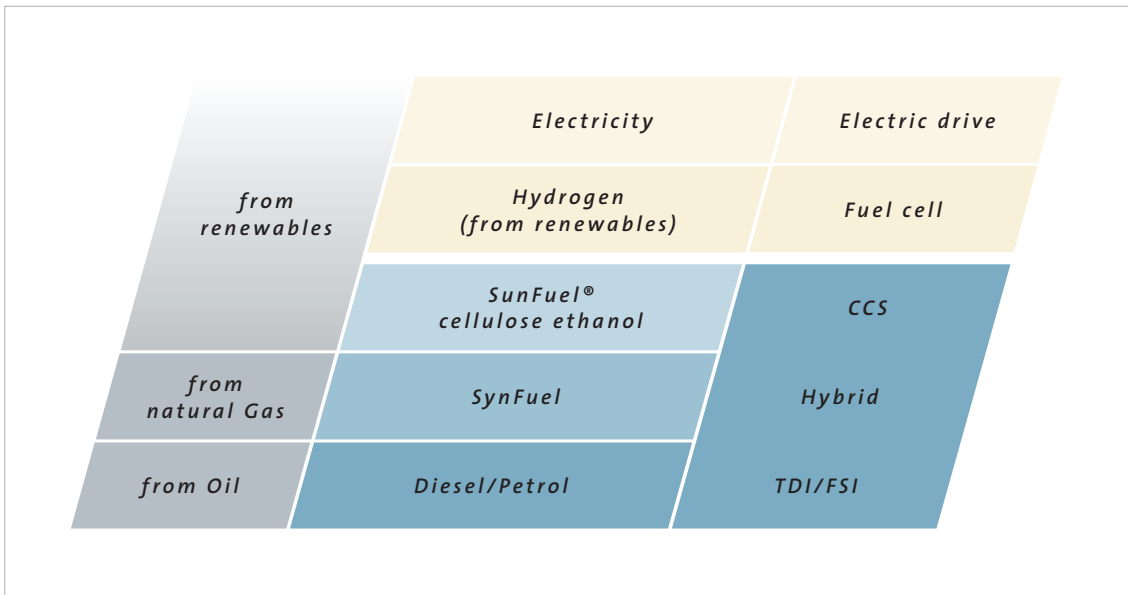 Electricity
Electric drive
from
renewables
Hydrogen
(from renewables)
Fuel cell
SunFuel®
cellulose ethanol
CCS
from
natural Gas
SynFuel
Hybrid
from Oil
Diesel/Petrol
TDI/FSI